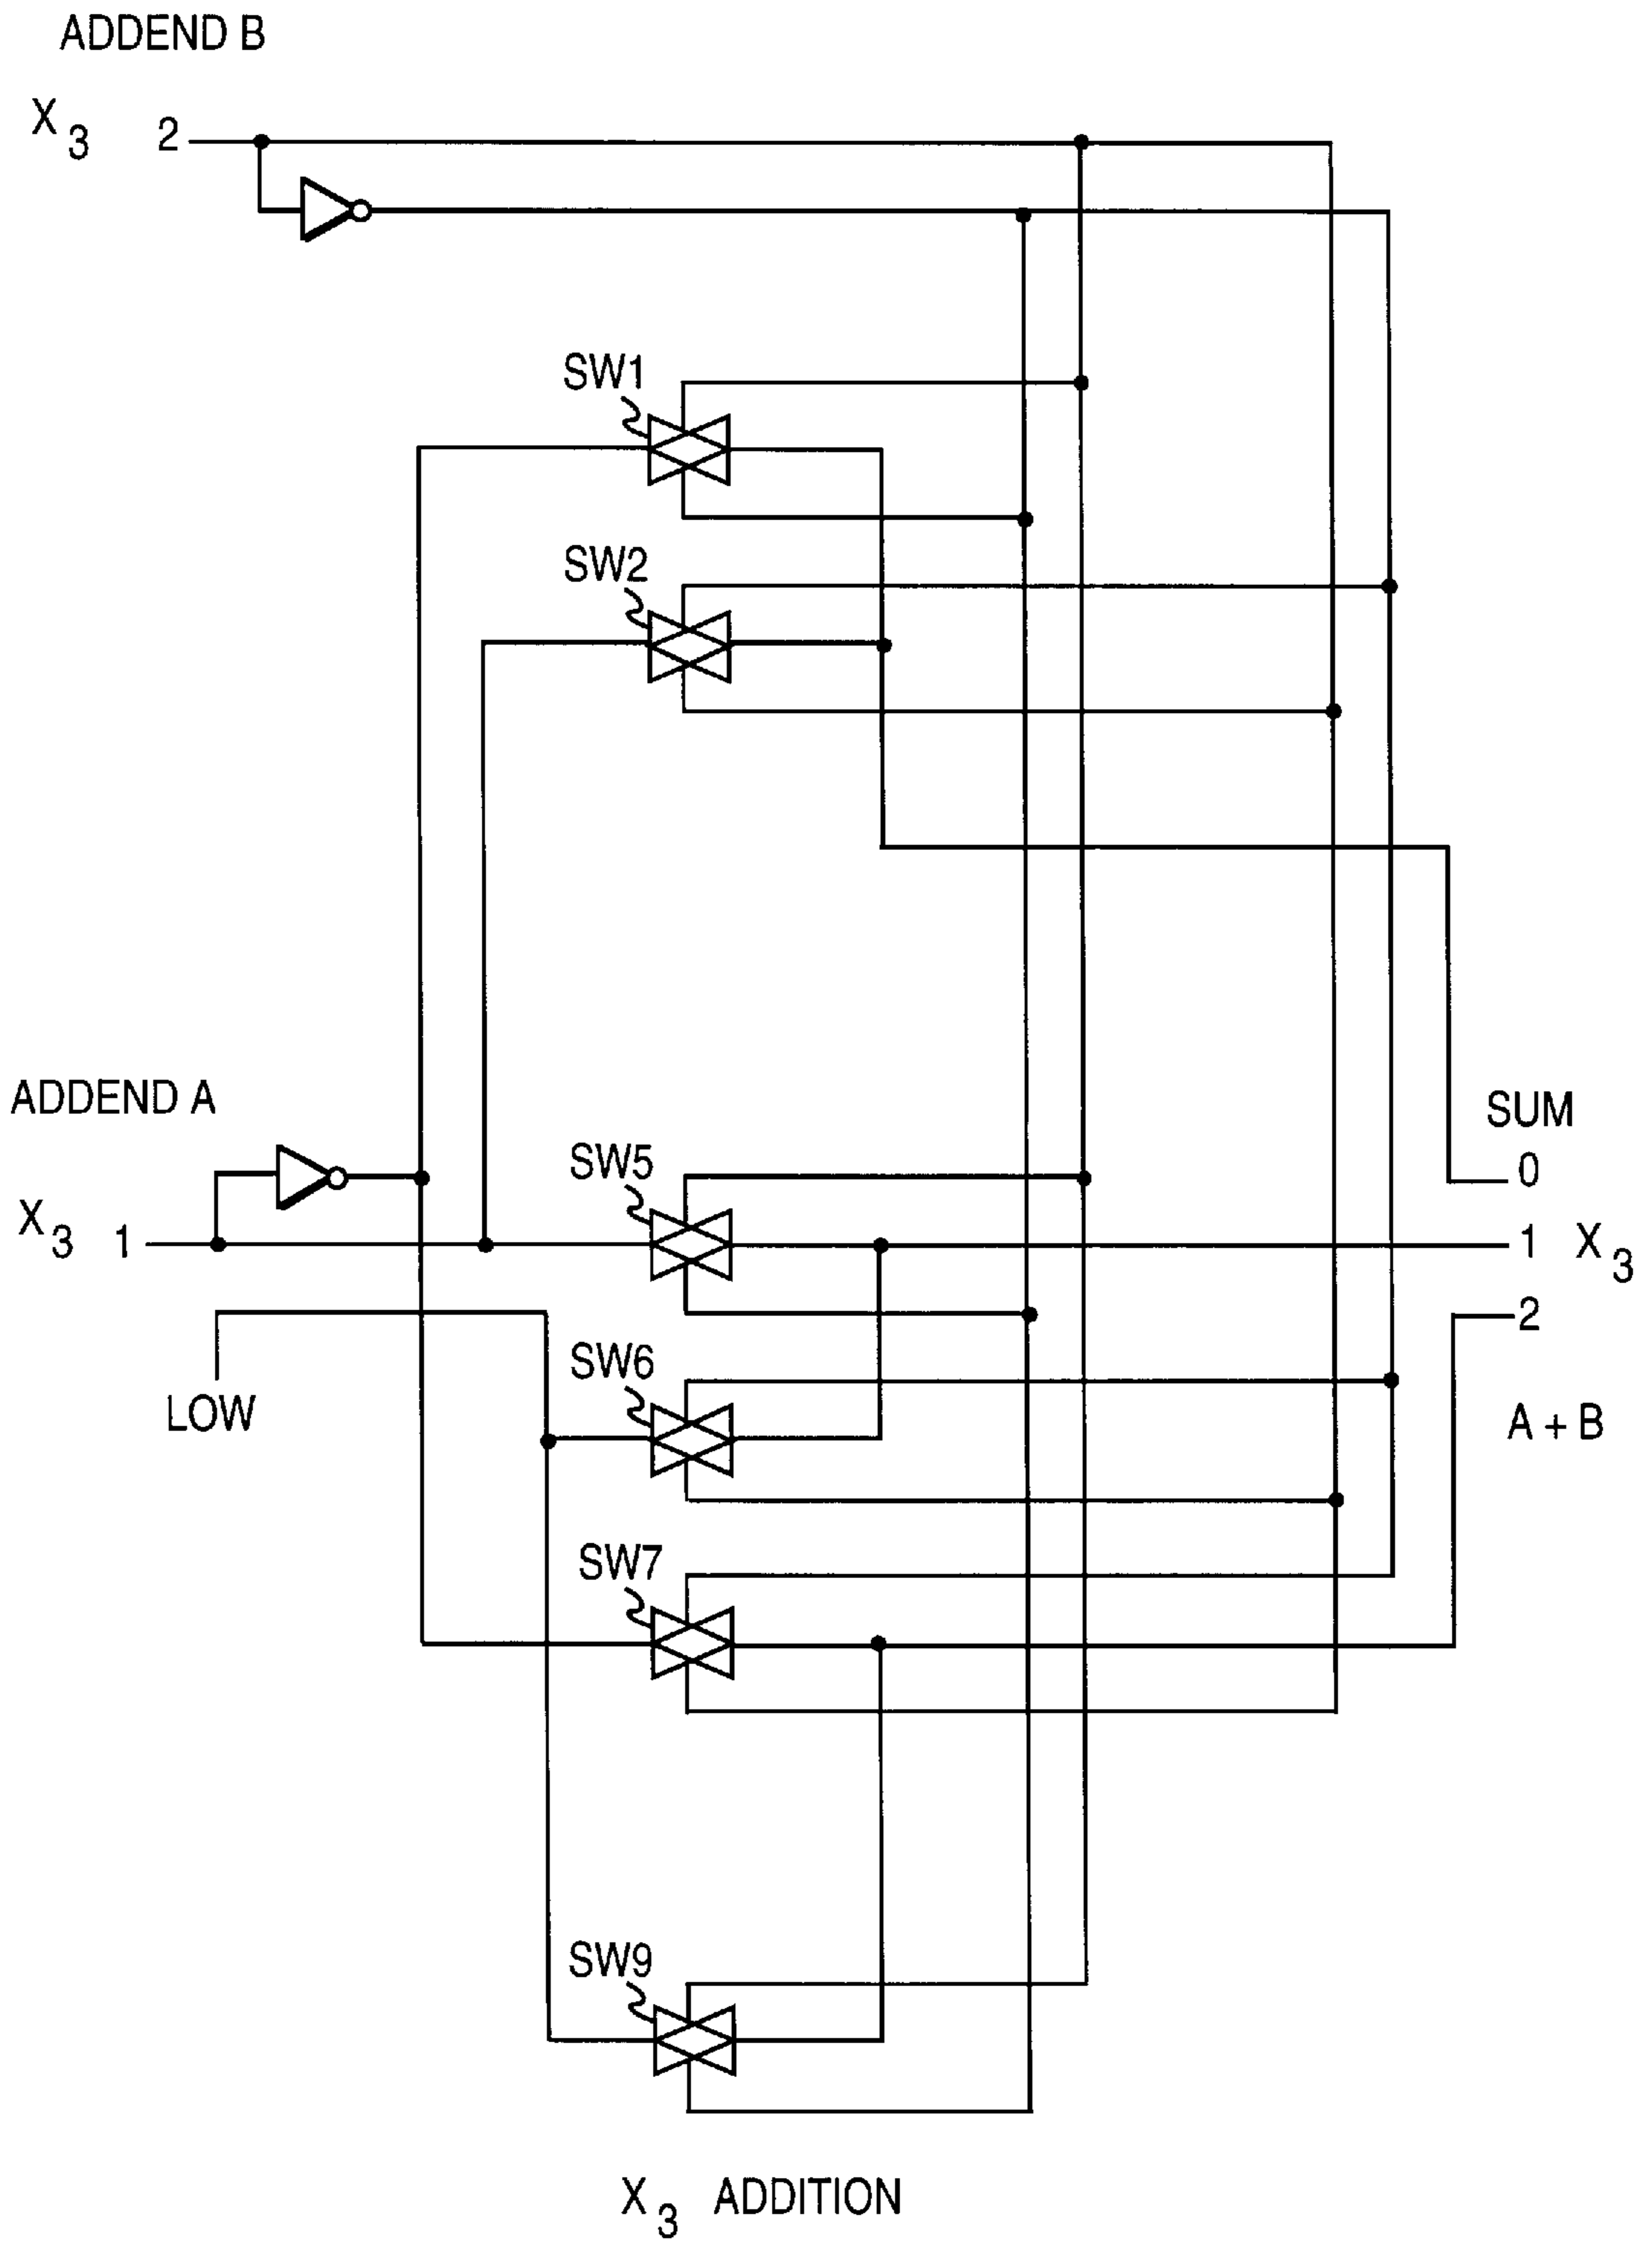 ADDEND B
X3 2
SW1
SW2
ADDEND A
SUM
SW5
0
X3 1
1 X3
2
SW6
LOW
A + B
SW7
SW9
X3 ADDITION